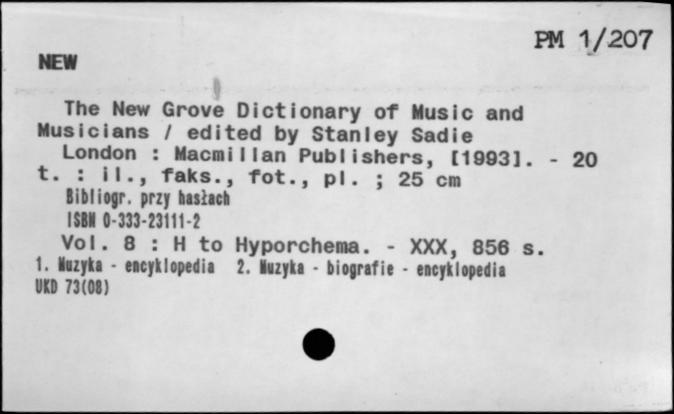 PM 1/207
NEW
The New Grove Dictionary of Music and
Musicians / edited by Stanley Sadie
London : Macmillan Publishers, [1993]. - 20
t. : il., faks., fot., pl. ; 25 cm
Bibliogr. przy hasłach
ISBN 0-333-23111-2
Vol. 8 : H to Hyporchema. - XXX, 856 s.
1. Muzyka - encyklopedia 2. Muzyka - biografie - encyklopedia
UKD 73(08)